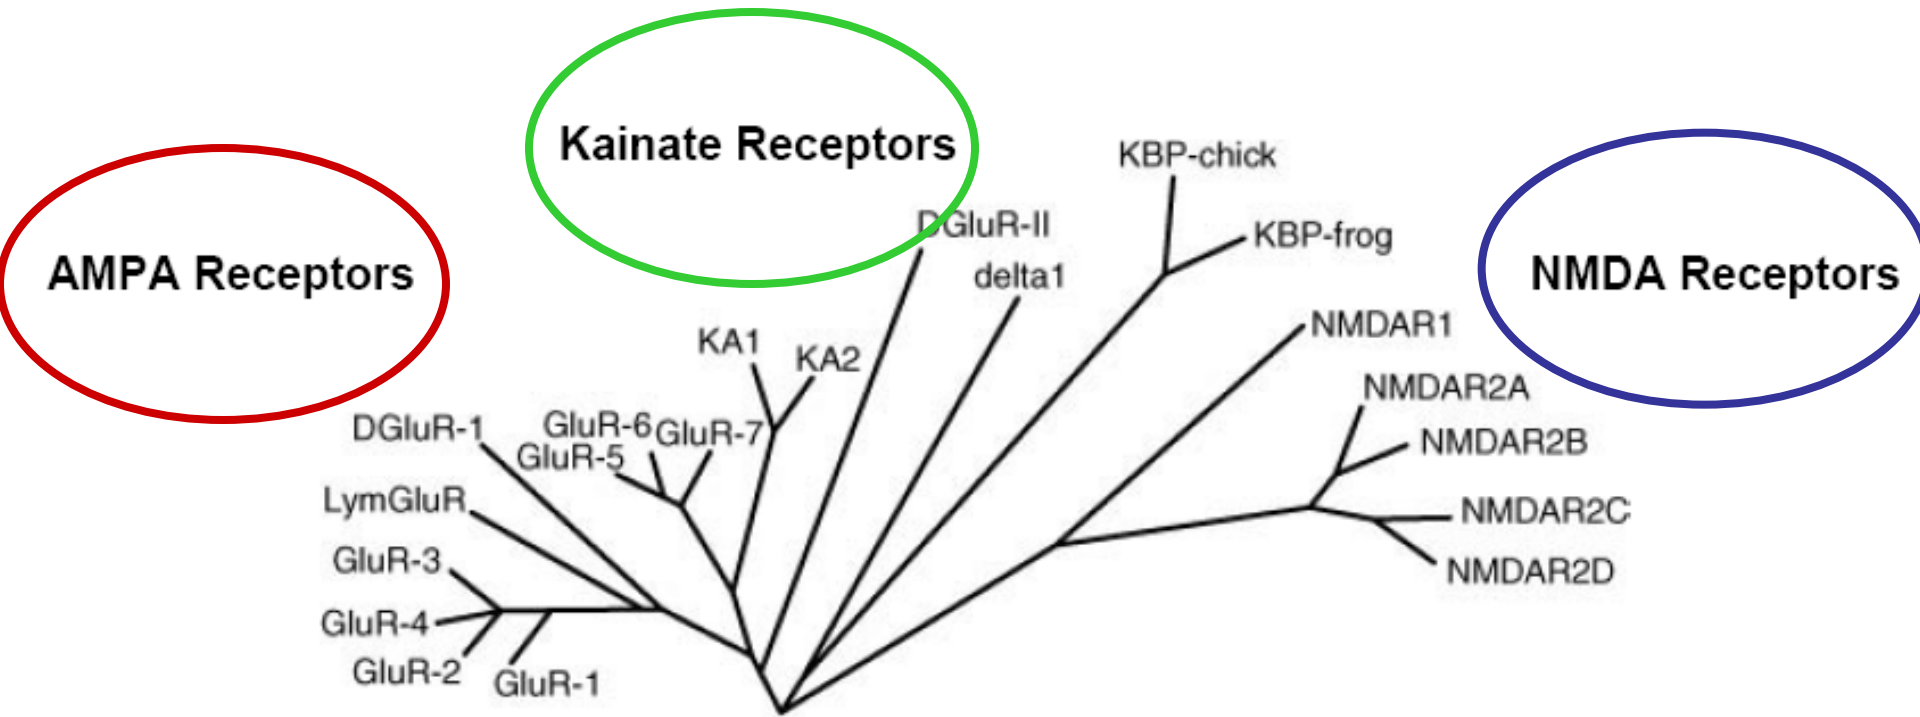 Kainate Receptors
KBP-chick
DGluR-II
KBP-frog
AMPA Receptors
delta1
NMDA Receptors
KA1
KA2
NMDAR1
NMDAR2A
DGluR-1
GluR-6
GluR-7
GluR-5
NMDAR2B
LymGluR
NMDAR2C
GluR-3
NMDAR2D
GluR-4
GluR-2
GluR-1